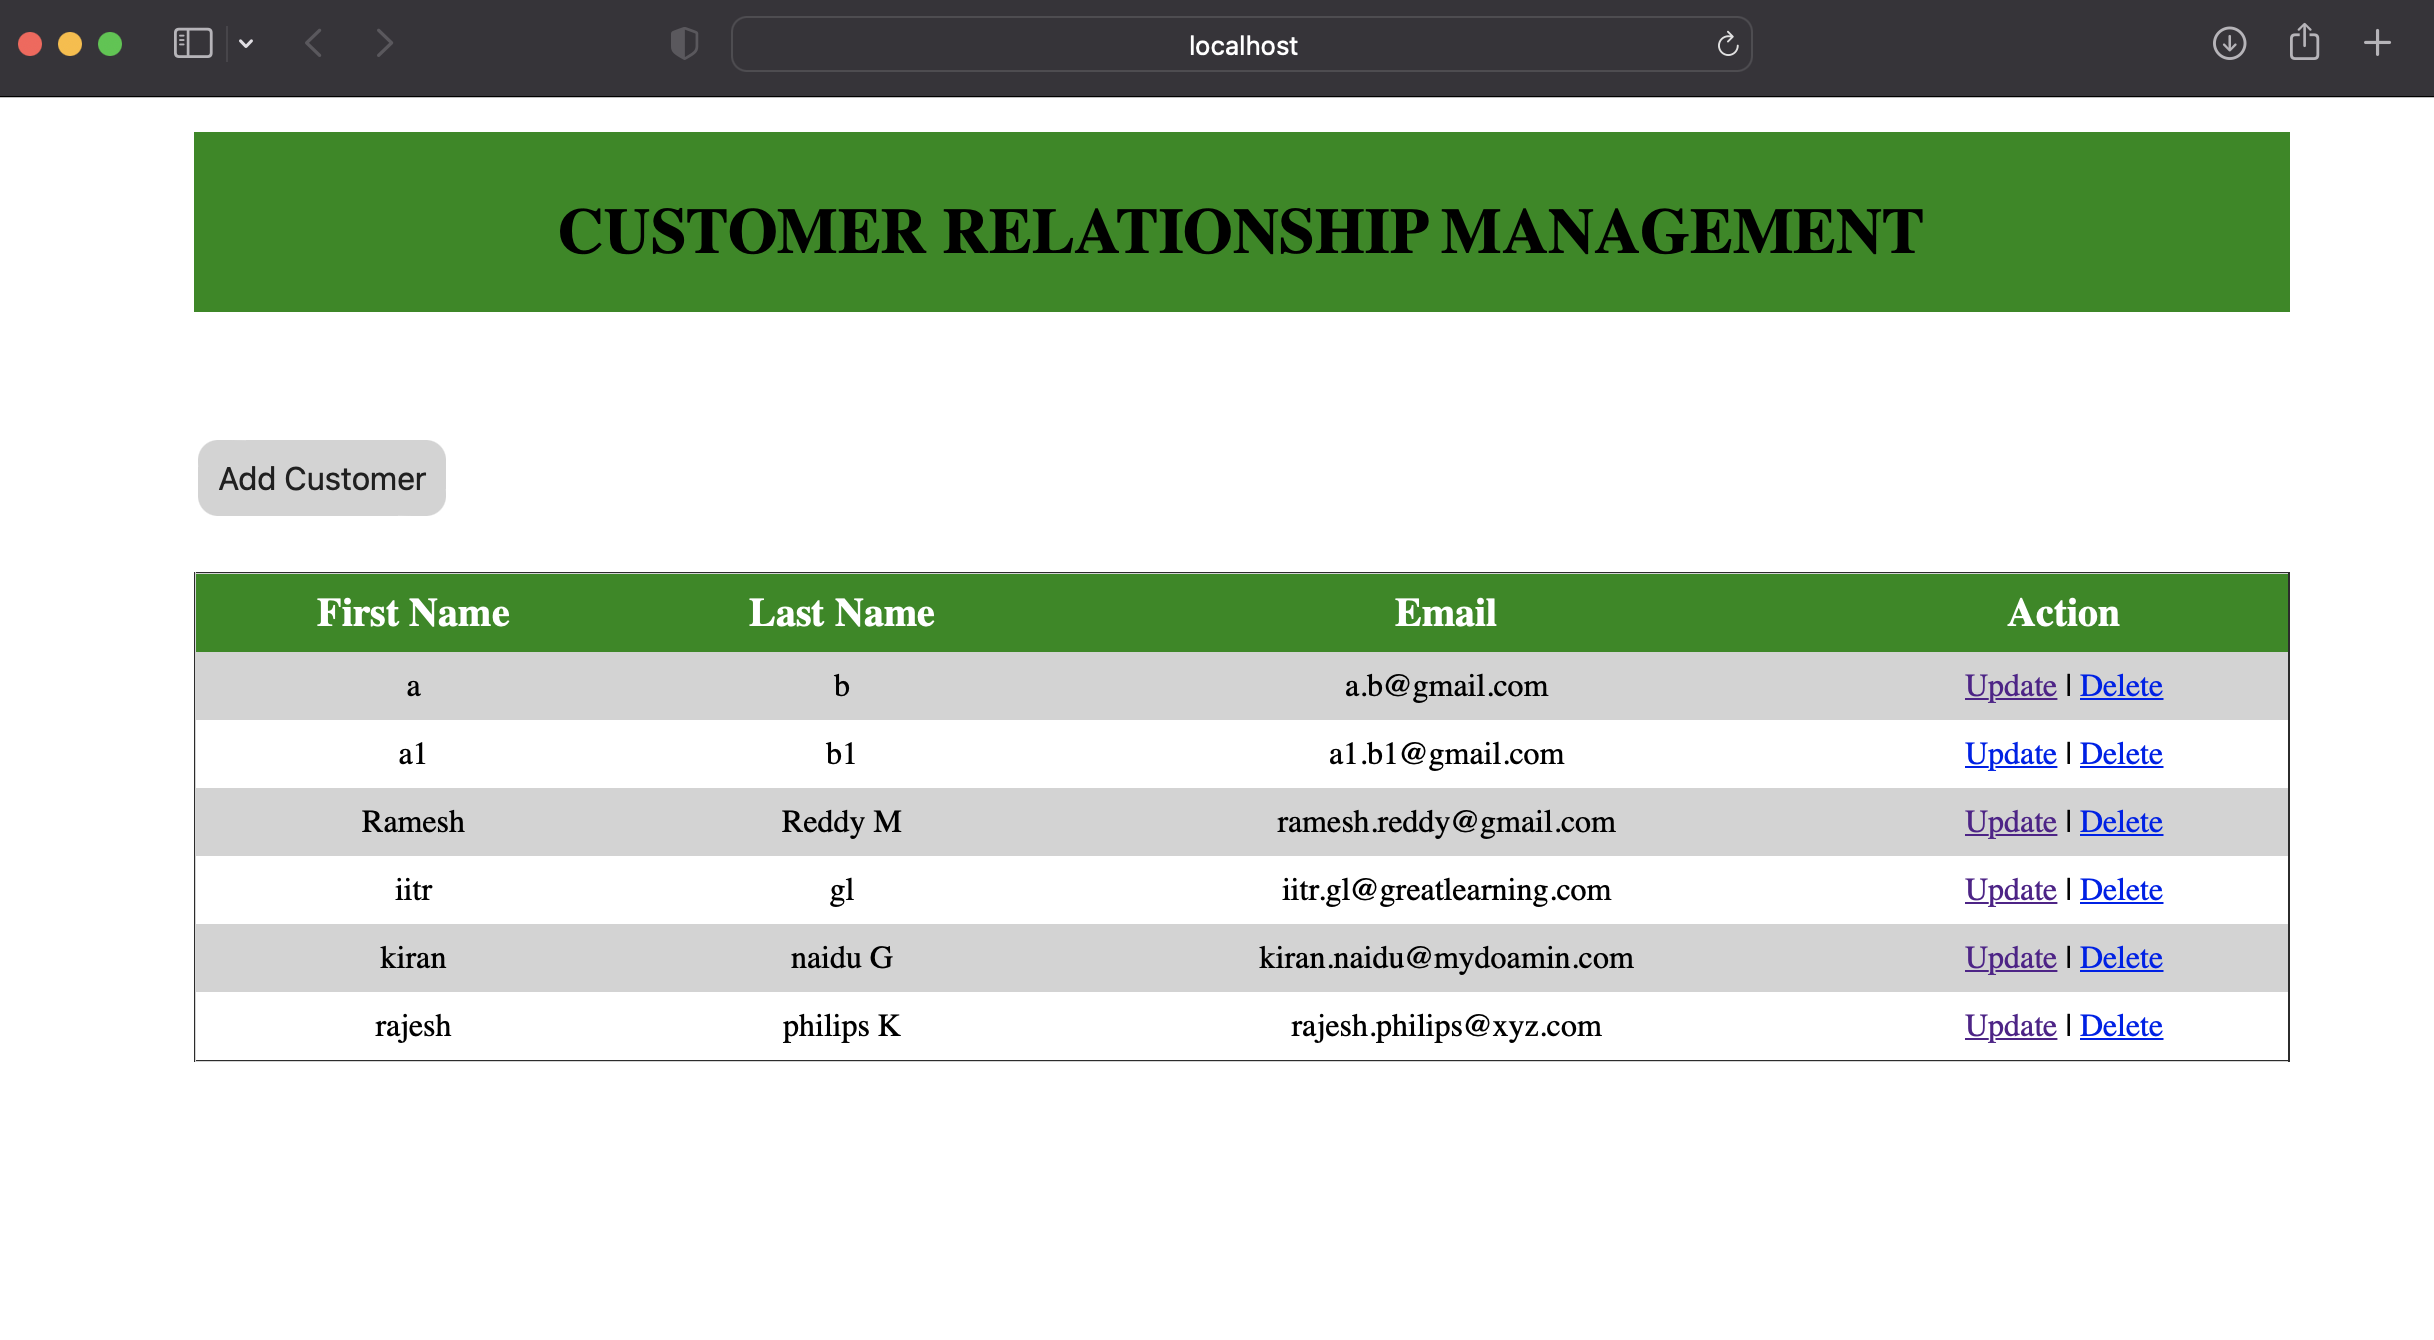 localhost
CUSTOMER RELATIONSHIP MANAGEMENT
Add Customer
First Name Last Name Email Action
a b a.b@gmail.com Update | Delete
a1 b1 a1.b1@gmail.com Update | Delete
Ramesh Reddy M ramesh.reddy@gmail.com Update | Delete
iitr gl iitr.gl@greatlearning.com Update | Delete
kiran naidu G kiran.naidu@mydoamin.com Update | Delete
rajesh philips K rajesh.philips@xyz.com Update | Delete